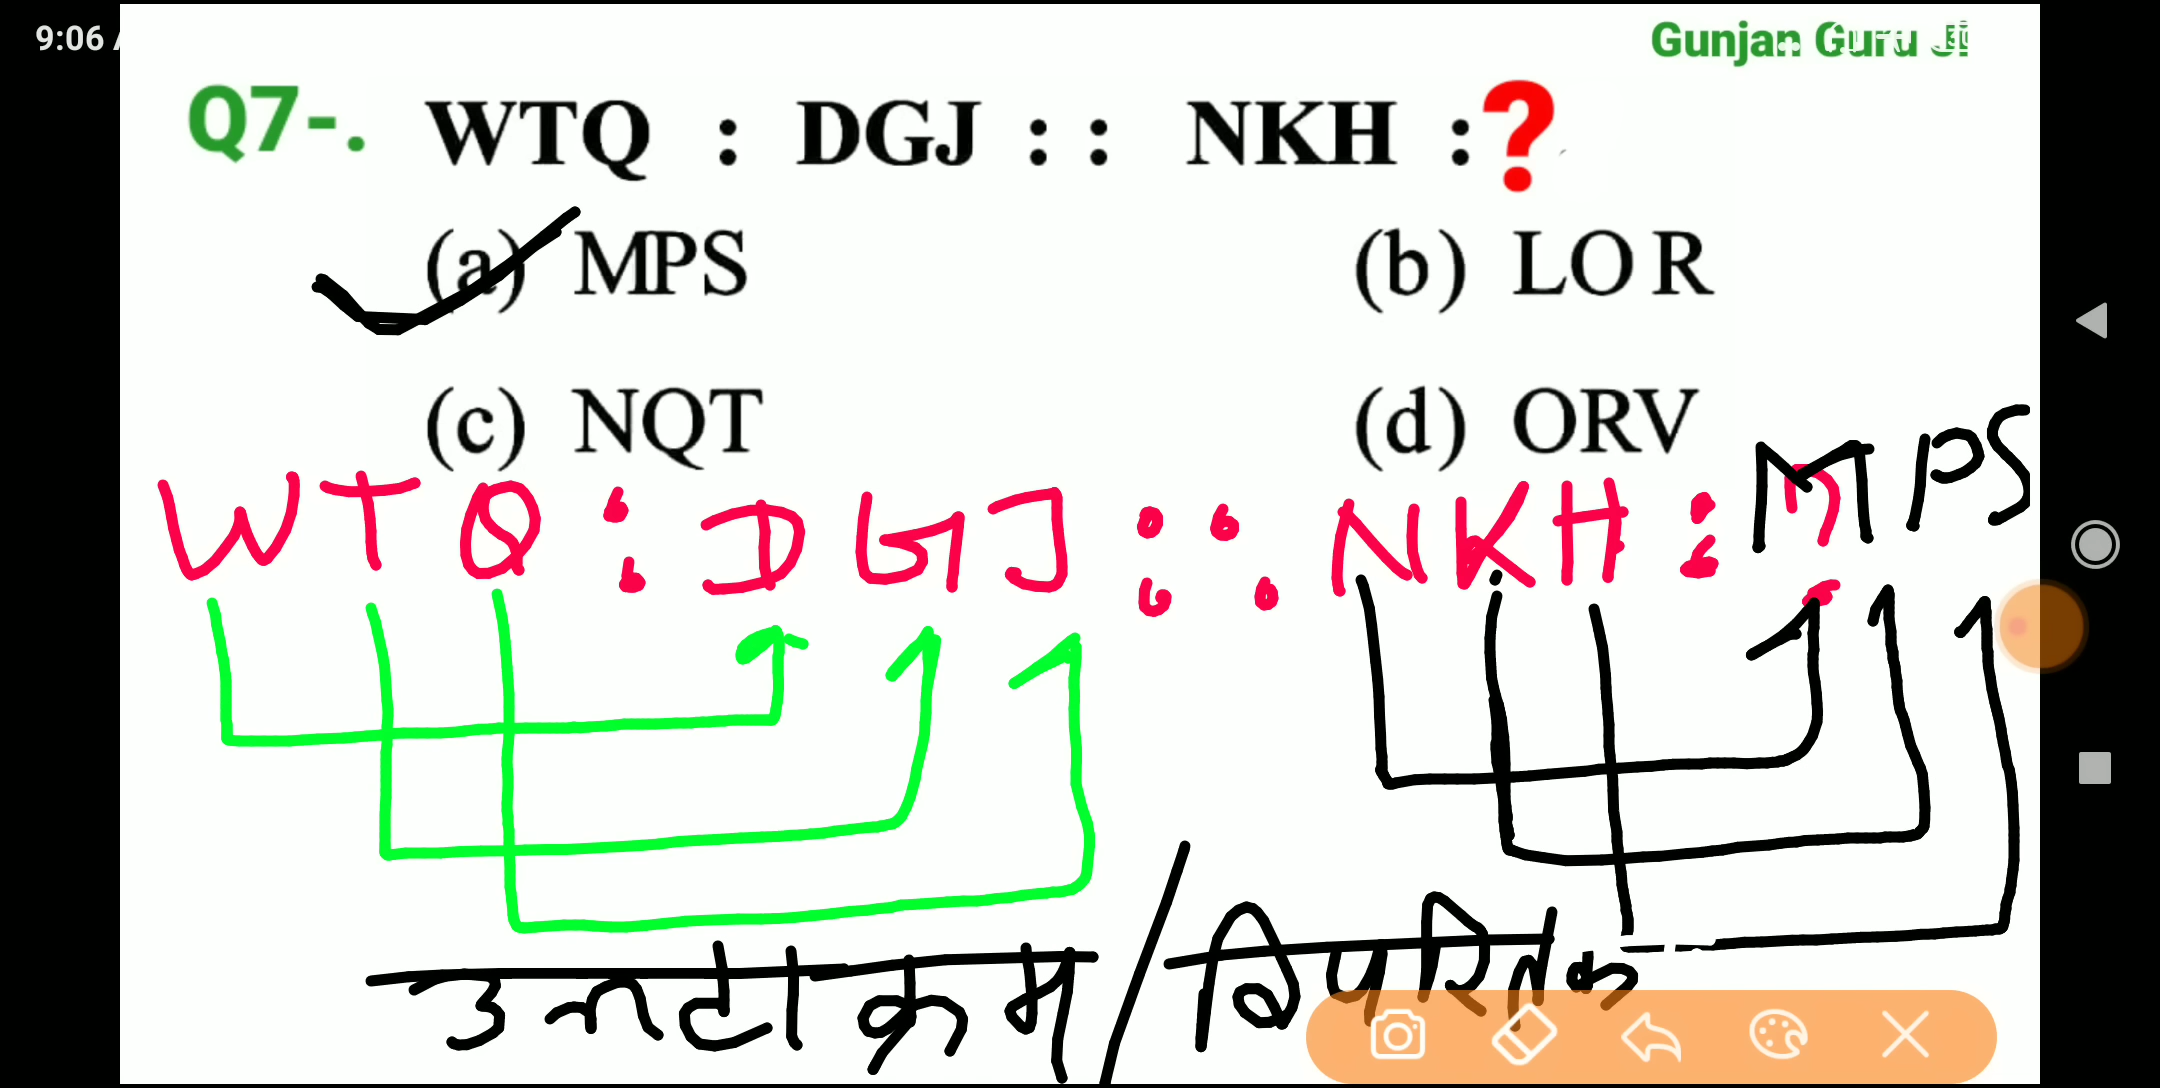 9:06
Gunjan Guru Ji
Q7-. WTQ : DGJ :: NKH : ?
(a) MPS (b) LOR
(c) NQT (d) ORV
WTQ : DGJ :: NKH : MPS
उल्टा क्रम /